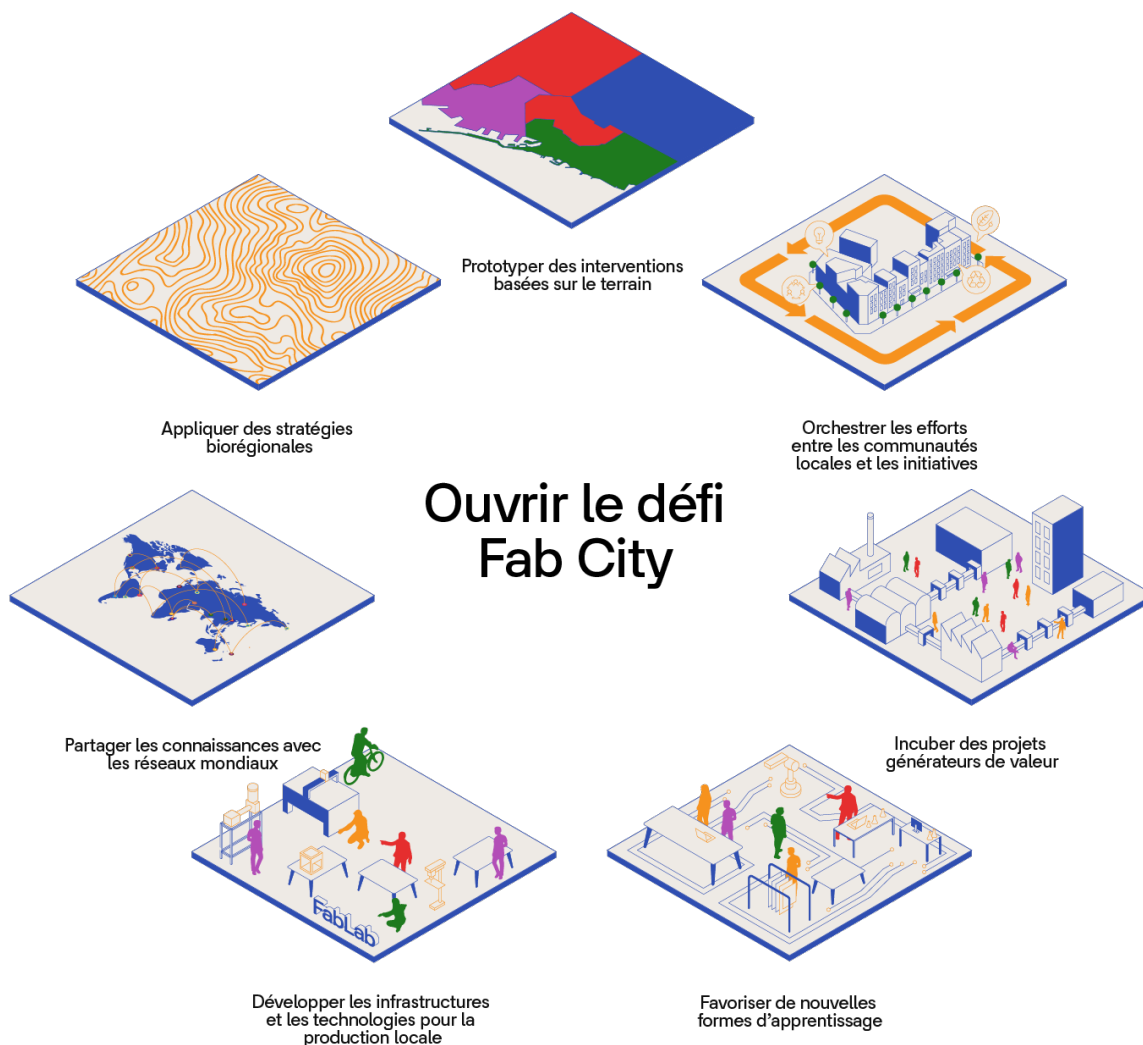 Prototyper des interventions
basées sur le terrain
Appliquer des stratégies
biorégionales
Orchestrer les efforts
entre les communautés
locales et les initiatives
Ouvrir le défi
Fab City
Partager les connaissances avec
les réseaux mondiaux
Incuber des projets
générateurs de valeur
FabLab
Développer les infrastructures
et les technologies pour la
production locale
Favoriser de nouvelles
formes d’apprentissage